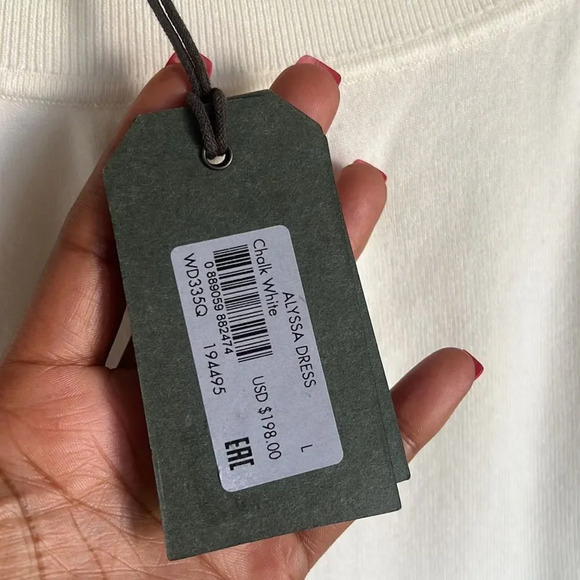 ALYSSA DRESS L
Chalk White USD $198.00
0 889059 882474
WD335Q 194495 EAC